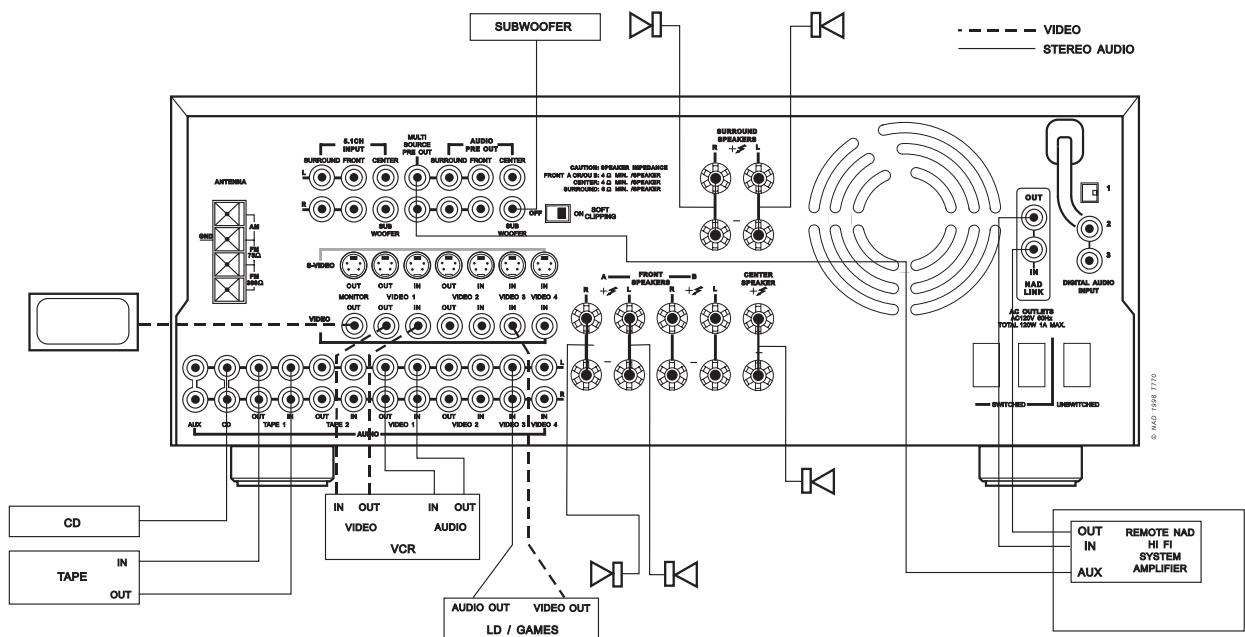 SUBWOOFER
VIDEO
STEREO AUDIO
5.1CH
INPUT
MULTI
SOURCE
PRE OUT
AUDIO
PRE OUT
SURROUND FRONT CENTER
SURROUND FRONT CENTER
L
R
SUB
WOOFER
SUB
WOOFER
CAUTION: SPEAKER IMPEDANCE
FRONT A OR/OU B: 4 Ω MIN. /SPEAKER
CENTER: 4 Ω MIN. /SPEAKER
SURROUND: 6 Ω MIN. /SPEAKER
OFF ON SOFT
CLIPPING
SURROUND
SPEAKERS
R + L
−
ANTENNA
AM
GND
FM
75Ω
FM
300Ω
S-VIDEO
OUT OUT IN OUT IN IN IN
MONITOR VIDEO 1 VIDEO 2 VIDEO 3 VIDEO 4
OUT OUT IN OUT IN IN IN
VIDEO
A FRONT
SPEAKERS B
R + L R + L
− −
CENTER
SPEAKER
+
−
OUT
IN
NAD
LINK
1
2
3
DIGITAL AUDIO
INPUT
AC OUTLETS
AC120V 60Hz
TOTAL 120W 1A MAX.
SWITCHED UNSWITCHED
© NAD 1998 T770
L
R
OUT IN OUT IN OUT IN OUT IN IN IN
AUX CD TAPE 1 TAPE 2 VIDEO 1 VIDEO 2 VIDEO 3 VIDEO 4
AUDIO
CD
IN
TAPE
OUT
IN OUT IN OUT
VIDEO AUDIO
VCR
AUDIO OUT VIDEO OUT
LD / GAMES
OUT
IN
AUX
REMOTE NAD
HI FI
SYSTEM
AMPLIFIER